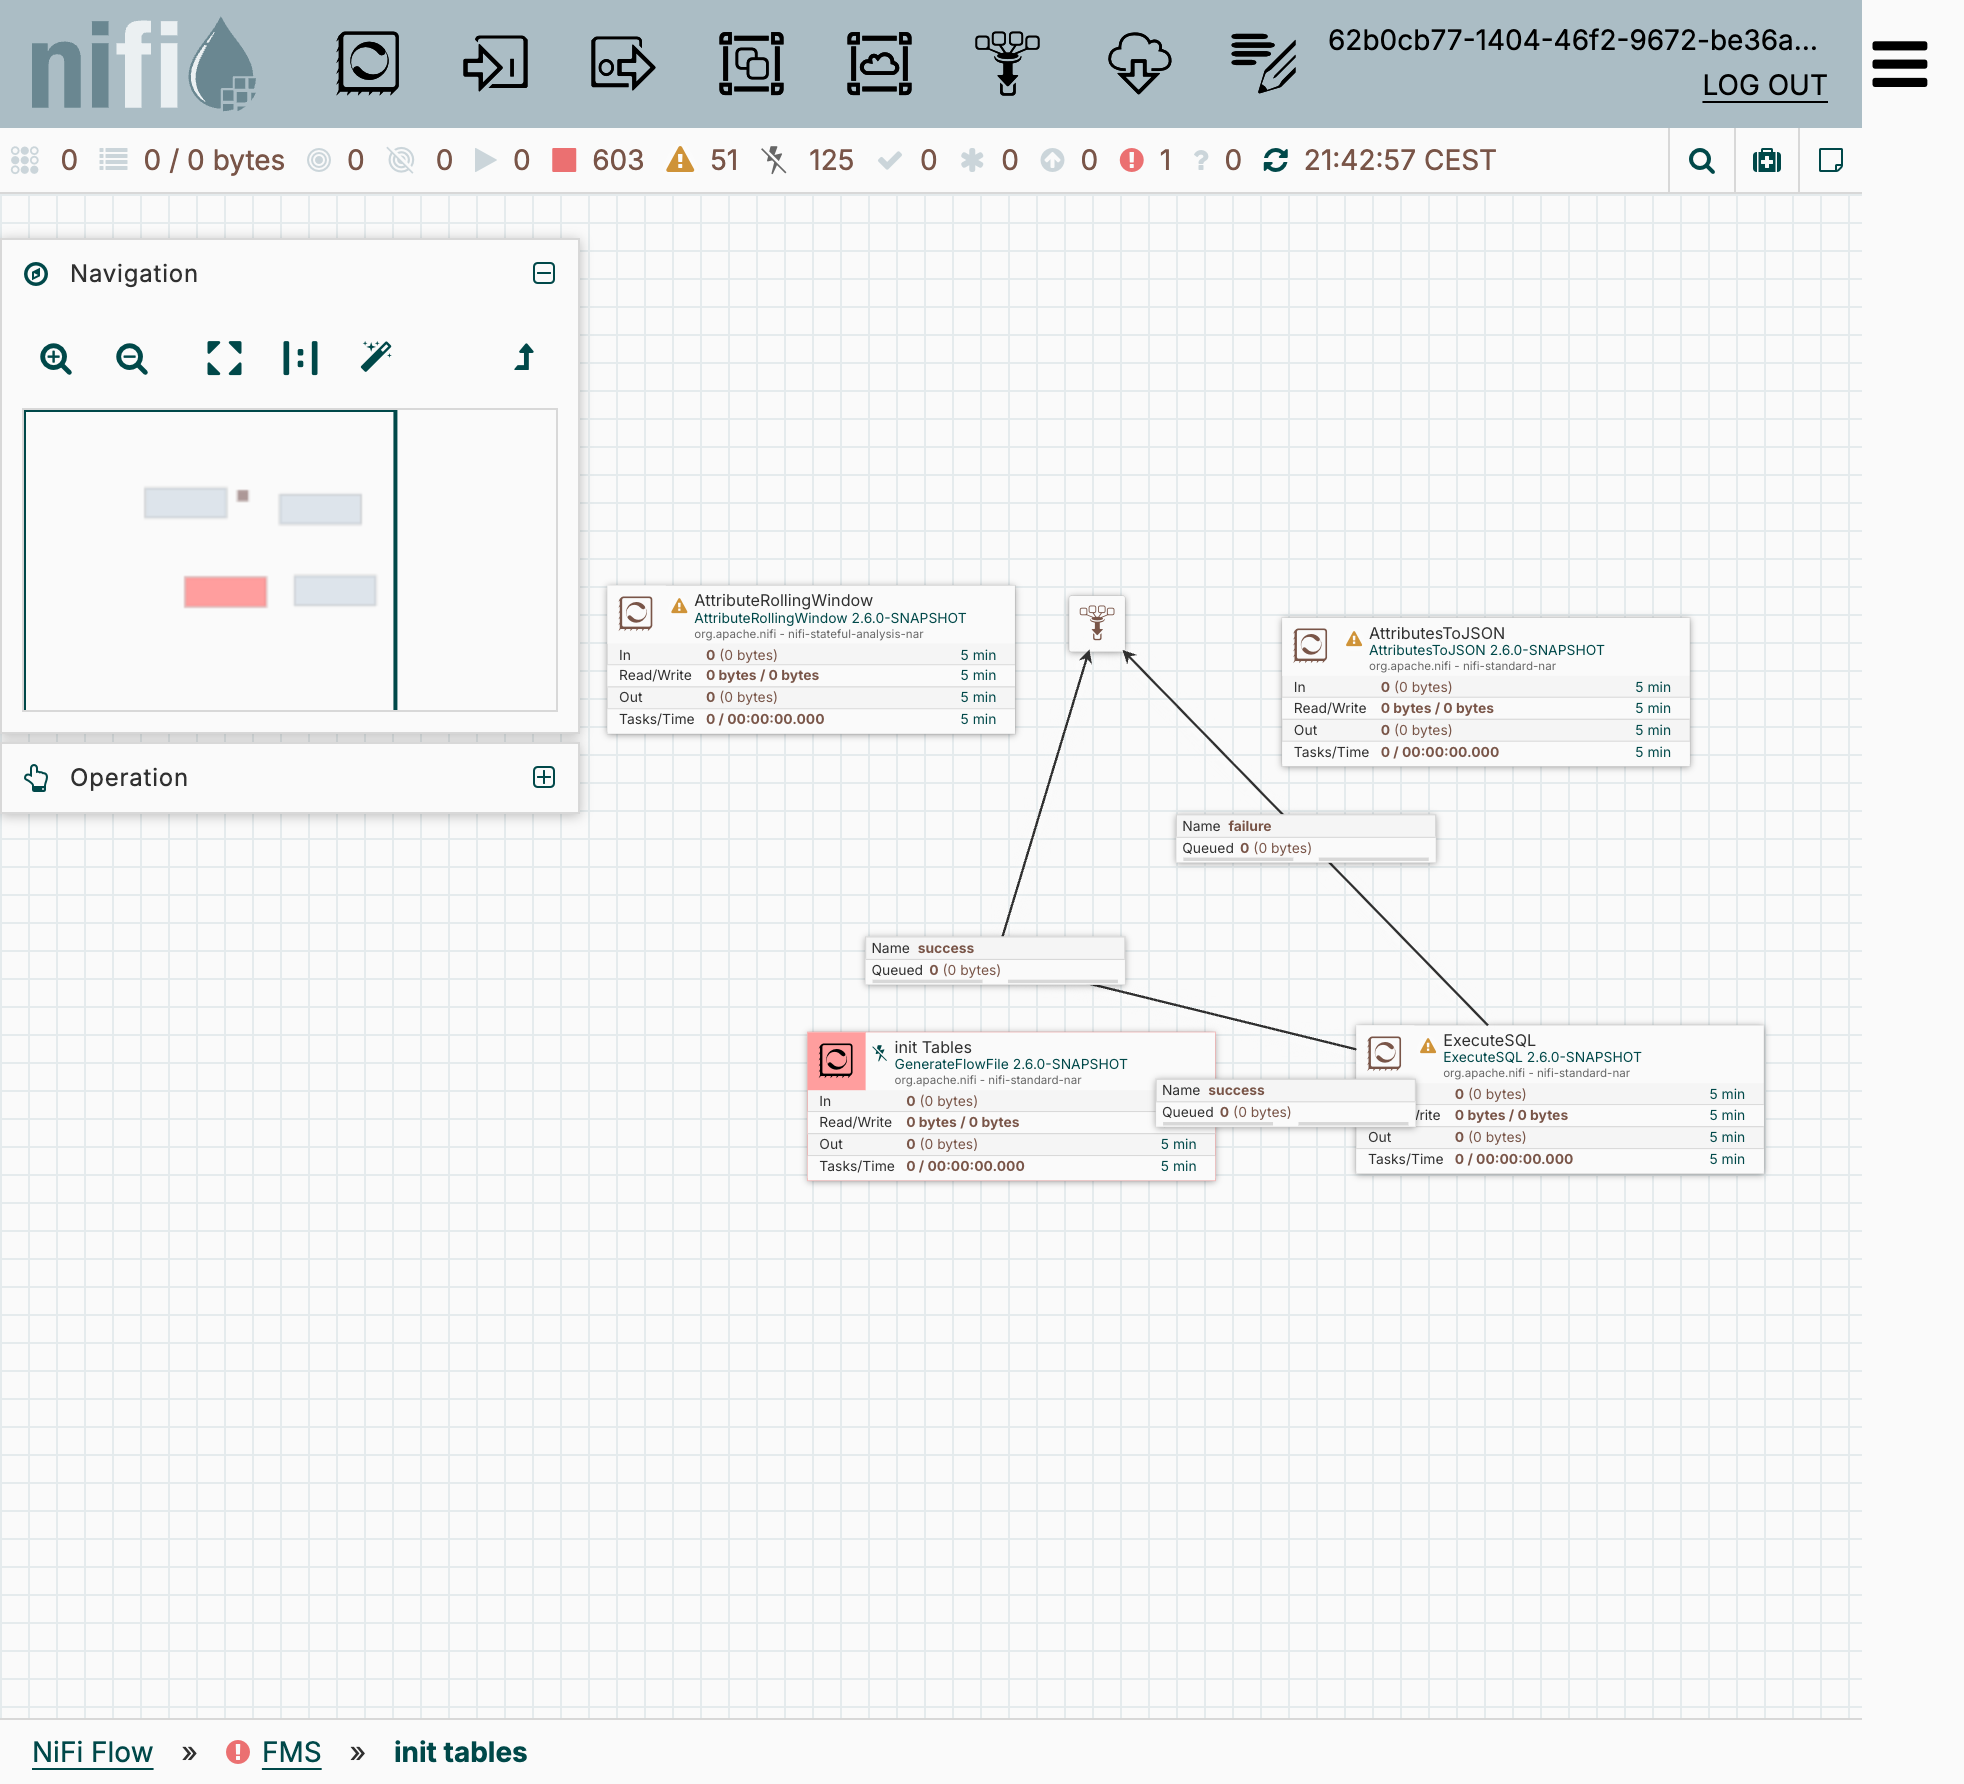 nifi
62b0cb77-1404-46f2-9672-be36a...
LOG OUT
0 0 / 0 bytes 0 0 0 603 51 125 0 0 0 1 ? 0 21:42:57 CEST
Navigation
Operation
AttributeRollingWindow
AttributeRollingWindow 2.6.0-SNAPSHOT
org.apache.nifi - nifi-stateful-analysis-nar
In 0 (0 bytes) 5 min
Read/Write 0 bytes / 0 bytes 5 min
Out 0 (0 bytes) 5 min
Tasks/Time 0 / 00:00:00.000 5 min
AttributesToJSON
AttributesToJSON 2.6.0-SNAPSHOT
org.apache.nifi - nifi-standard-nar
In 0 (0 bytes) 5 min
Read/Write 0 bytes / 0 bytes 5 min
Out 0 (0 bytes) 5 min
Tasks/Time 0 / 00:00:00.000 5 min
Name failure
Queued 0 (0 bytes)
Name success
Queued 0 (0 bytes)
init Tables
GenerateFlowFile 2.6.0-SNAPSHOT
org.apache.nifi - nifi-standard-nar
In 0 (0 bytes)
Read/Write 0 bytes / 0 bytes
Out 0 (0 bytes) 5 min
Tasks/Time 0 / 00:00:00.000 5 min
Name success
Queued 0 (0 bytes)
ExecuteSQL
ExecuteSQL 2.6.0-SNAPSHOT
org.apache.nifi - nifi-standard-nar
0 (0 bytes) 5 min
rite 0 bytes / 0 bytes 5 min
Out 0 (0 bytes) 5 min
Tasks/Time 0 / 00:00:00.000 5 min
NiFi Flow » FMS » init tables